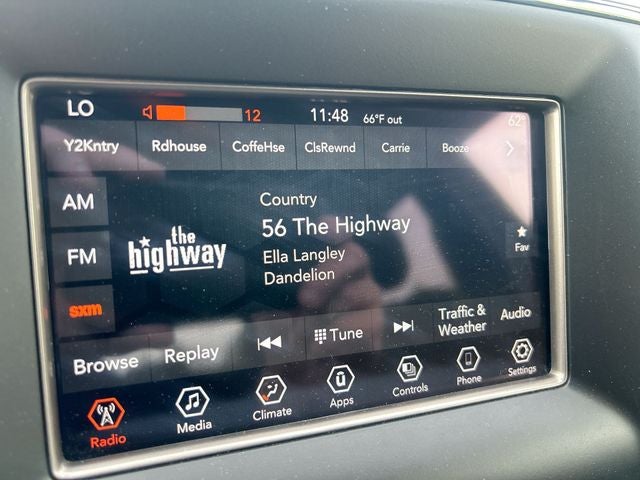 LO 12 11:48 66°F out 62°
Y2Kntry Rdhouse CoffeHse ClsRewnd Carrie Booze
AM
FM
sxm
the
highway
Country
56 The Highway
Ella Langley
Dandelion
Fav
Browse Replay Tune Traffic &
Weather Audio
Radio Media Climate Apps Controls Phone Settings